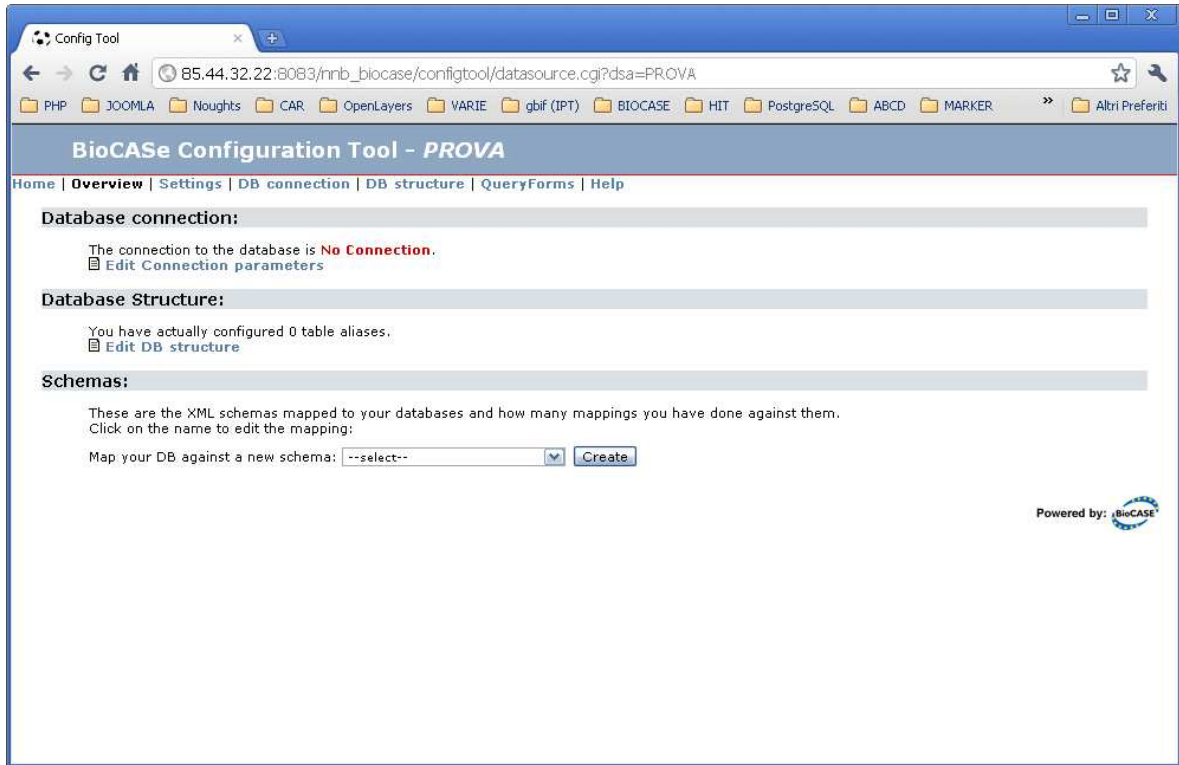 Config Tool
85.44.32.22:8083/nnb_biocase/configtool/datasource.cgi?dsa=PROVA
PHP JOOMLA Noughts CAR OpenLayers VARIE gbif (IPT) BIOCASE HIT PostgreSQL ABCD MARKER » Altri Preferiti
BioCASe Configuration Tool - PROVA
Home | Overview | Settings | DB connection | DB structure | QueryForms | Help
Database connection:
The connection to the database is No Connection.
Edit Connection parameters
Database Structure:
You have actually configured 0 table aliases.
Edit DB structure
Schemas:
These are the XML schemas mapped to your databases and how many mappings you have done against them.
Click on the name to edit the mapping:
Map your DB against a new schema: --select-- Create
Powered by: BioCASE